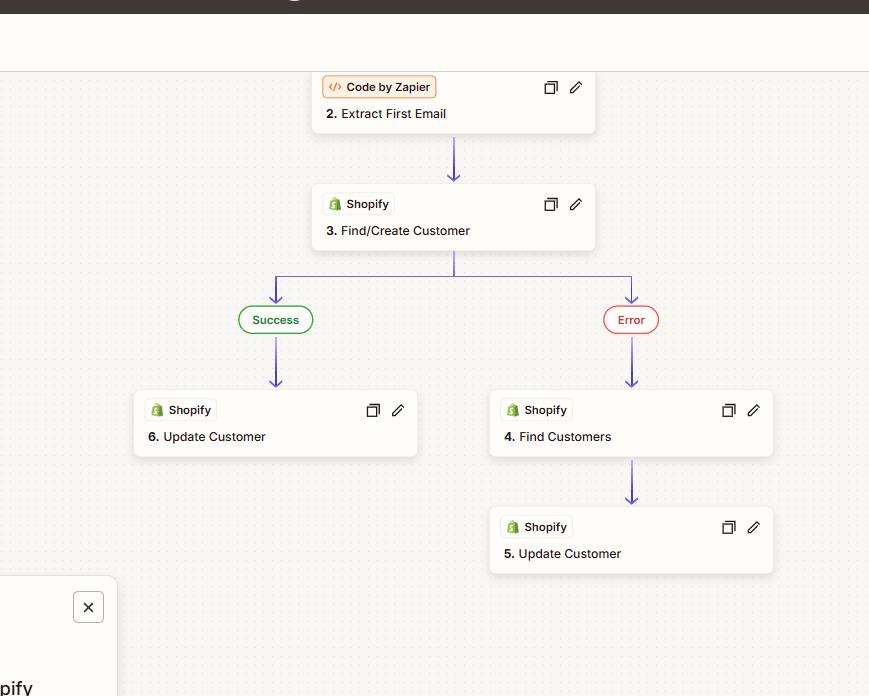 Code by Zapier
2. Extract First Email
Shopify
3. Find/Create Customer
Success
Error
Shopify
6. Update Customer
Shopify
4. Find Customers
Shopify
5. Update Customer
pify